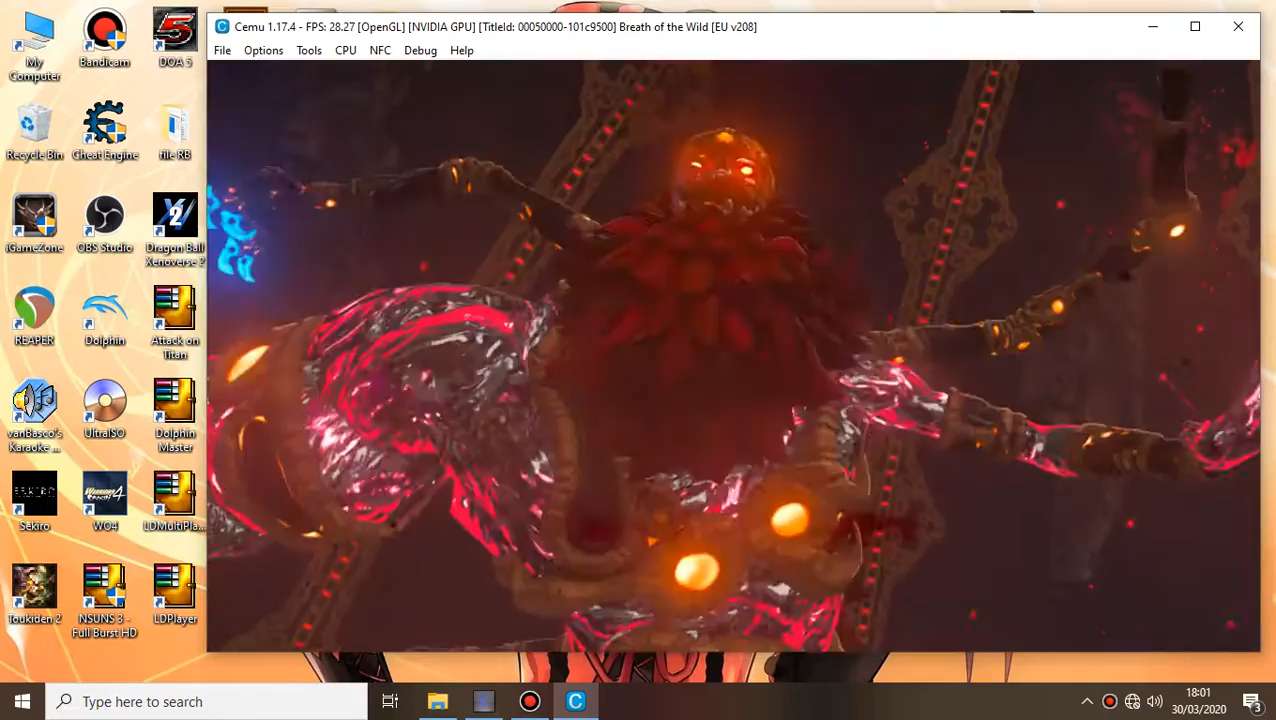 Cemu 1.17.4 - FPS: 28.27 [OpenGL] [NVIDIA GPU] [TitleId: 00050000-101c9500] Breath of the Wild [EU v208]
File Options Tools CPU NFC Debug Help
My Computer
Bandicam
DOA 5
Recycle Bin
Cheat Engine
file RB
iGameZone
OBS Studio
Dragon Ball Xenoverse 2
REAPER
Dolphin
Attack on Titan
vanBasco's Karaoke ...
UltraISO
Dolphin Master
SEKIRO
Sekiro
WO4
LDMultiPla...
Toukiden 2
NSUNS 3 - Full Burst HD
LDPlayer
Type here to search
18:01
30/03/2020
3